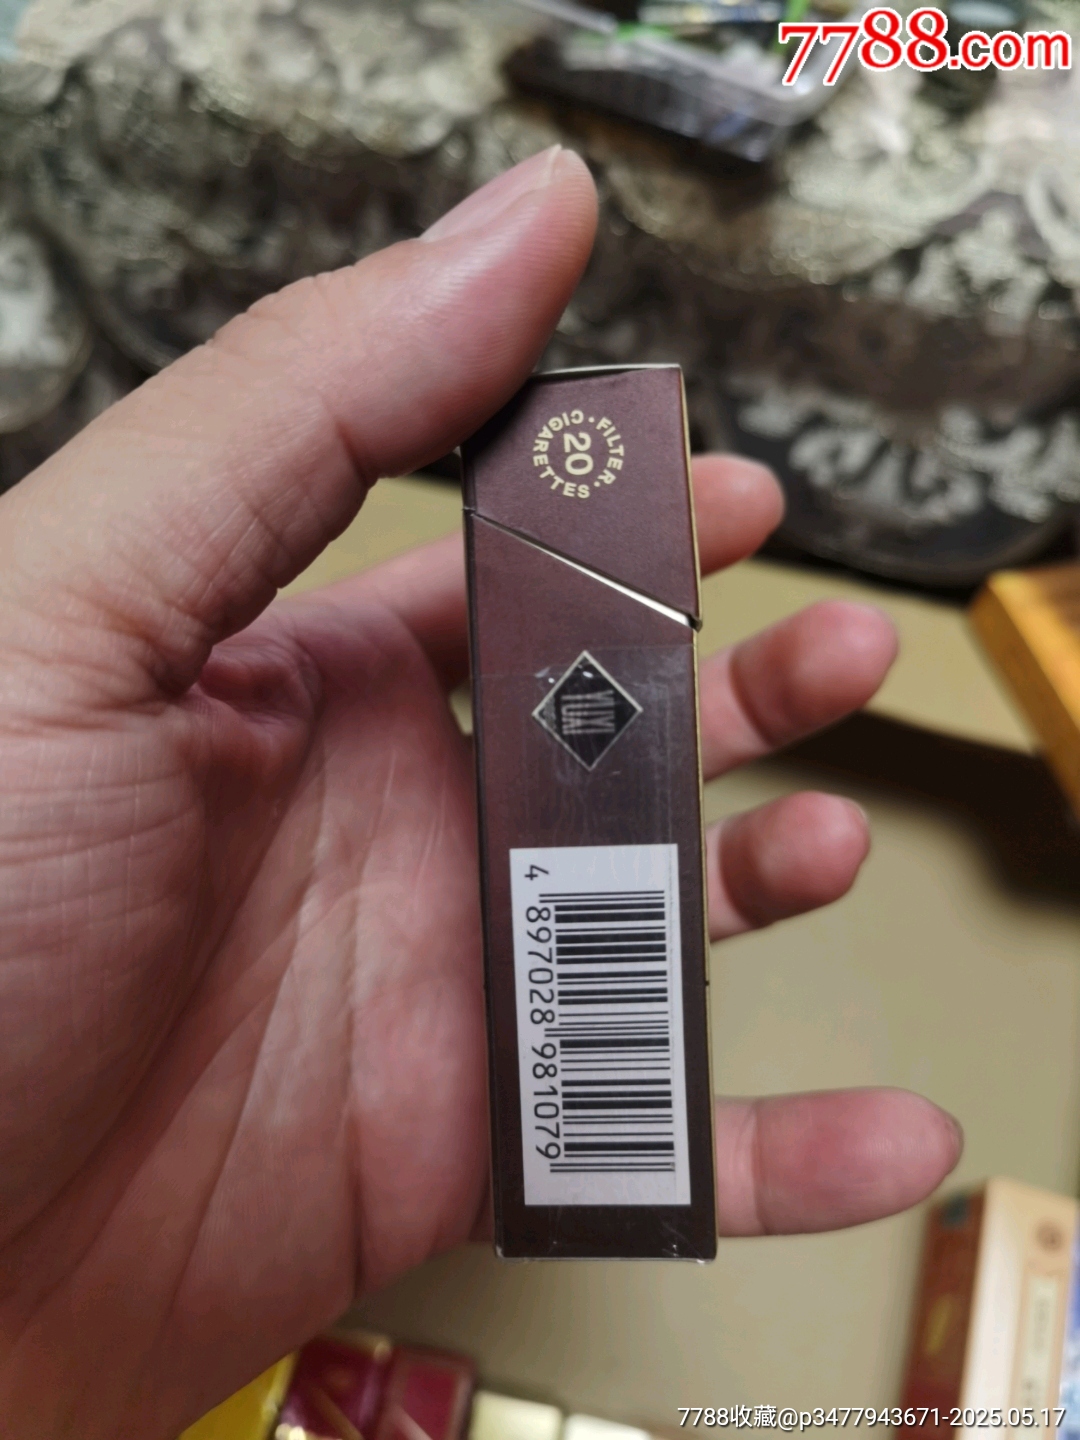 7788.com
·FILTER·
CIGARETTES
20
YUXI
4 897028 981079
7788收藏@p3477943671-2025.05.17